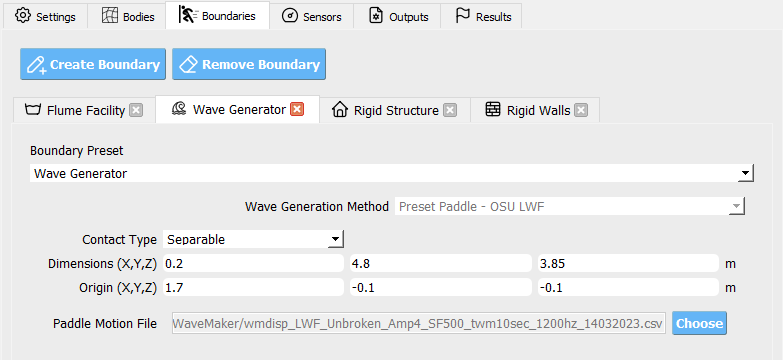 Settings Bodies Boundaries Sensors Outputs Results
Create Boundary Remove Boundary
Flume Facility Wave Generator Rigid Structure Rigid Walls
Boundary Preset
Wave Generator
Wave Generation Method Preset Paddle - OSU LWF
Contact Type Separable
Dimensions (X,Y,Z) 0.2 4.8 3.85 m
Origin (X,Y,Z) 1.7 -0.1 -0.1 m
Paddle Motion File WaveMaker/wmdisp_LWF_Unbroken_Amp4_SF500_twm10sec_1200hz_14032023.csv Choose